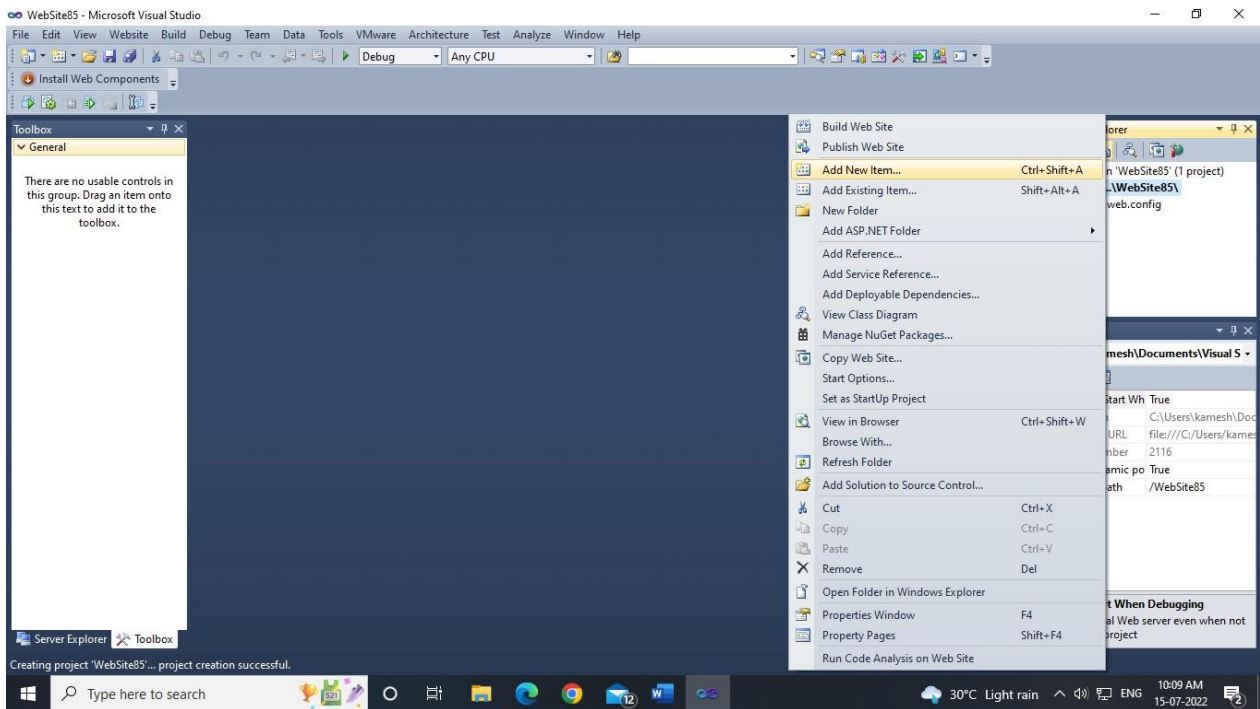 WebSite85 - Microsoft Visual Studio
File Edit View Website Build Debug Team Data Tools VMware Architecture Test Analyze Window Help
Debug Any CPU
Install Web Components
Toolbox
General
There are no usable controls in
this group. Drag an item onto
this text to add it to the
toolbox.
Server Explorer Toolbox
Build Web Site
Publish Web Site
Add New Item... Ctrl+Shift+A
Add Existing Item... Shift+Alt+A
New Folder
Add ASP.NET Folder
Add Reference...
Add Service Reference...
Add Deployable Dependencies...
View Class Diagram
Manage NuGet Packages...
Copy Web Site...
Start Options...
Set as StartUp Project
View in Browser Ctrl+Shift+W
Browse With...
Refresh Folder
Add Solution to Source Control...
Cut Ctrl+X
Copy Ctrl+C
Paste Ctrl+V
Remove Del
Open Folder in Windows Explorer
Properties Window F4
Property Pages Shift+F4
Run Code Analysis on Web Site
lorer
n 'WebSite85' (1 project)
..\WebSite85\
web.config
mesh\Documents\Visual S
Start Wh True
C:\Users\kamesh\Doc
URL file:///C:/Users/kames
mber 2116
amic po True
ath /WebSite85
t When Debugging
al Web server even when not
project
Creating project 'WebSite85'... project creation successful.
Type here to search
521
12
30°C Light rain ENG 10:09 AM
15-07-2022
2